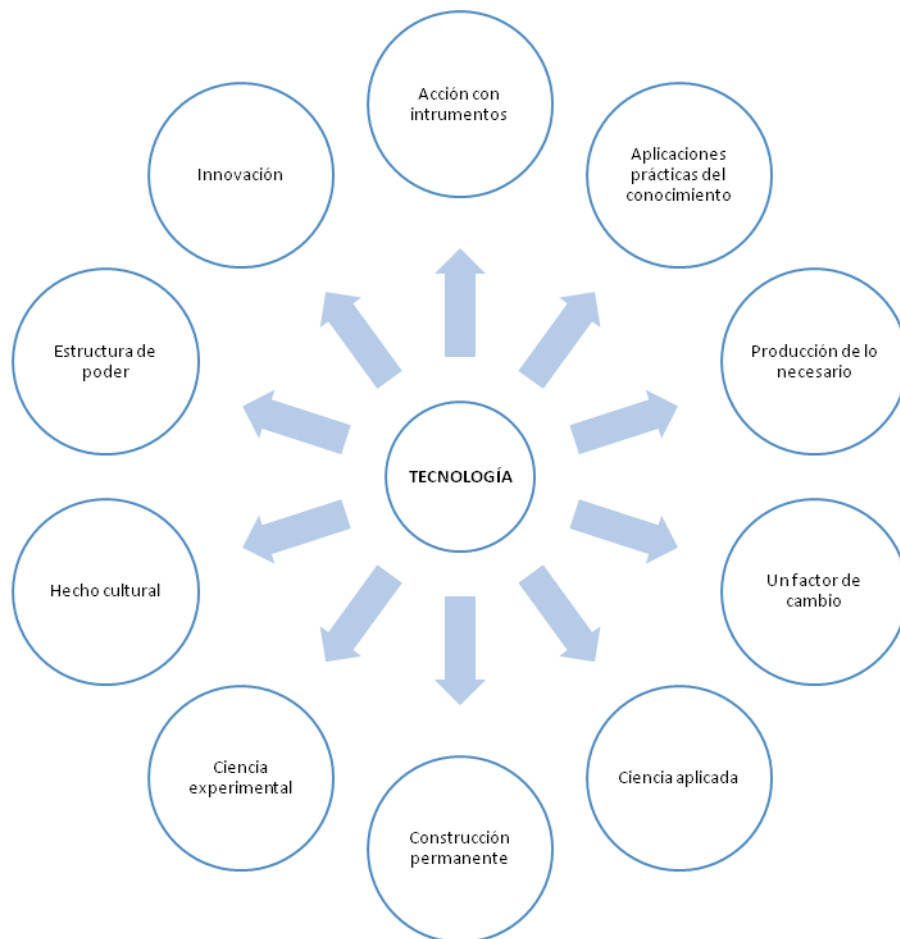 Acción con
intrumentos
Aplicaciones
prácticas del
conocimiento
Producción de lo
necesario
Un factor de
cambio
Ciencia aplicada
Construcción
permanente
Ciencia
experimental
Hecho cultural
Estructura de
poder
Innovación
TECNOLOGÍA